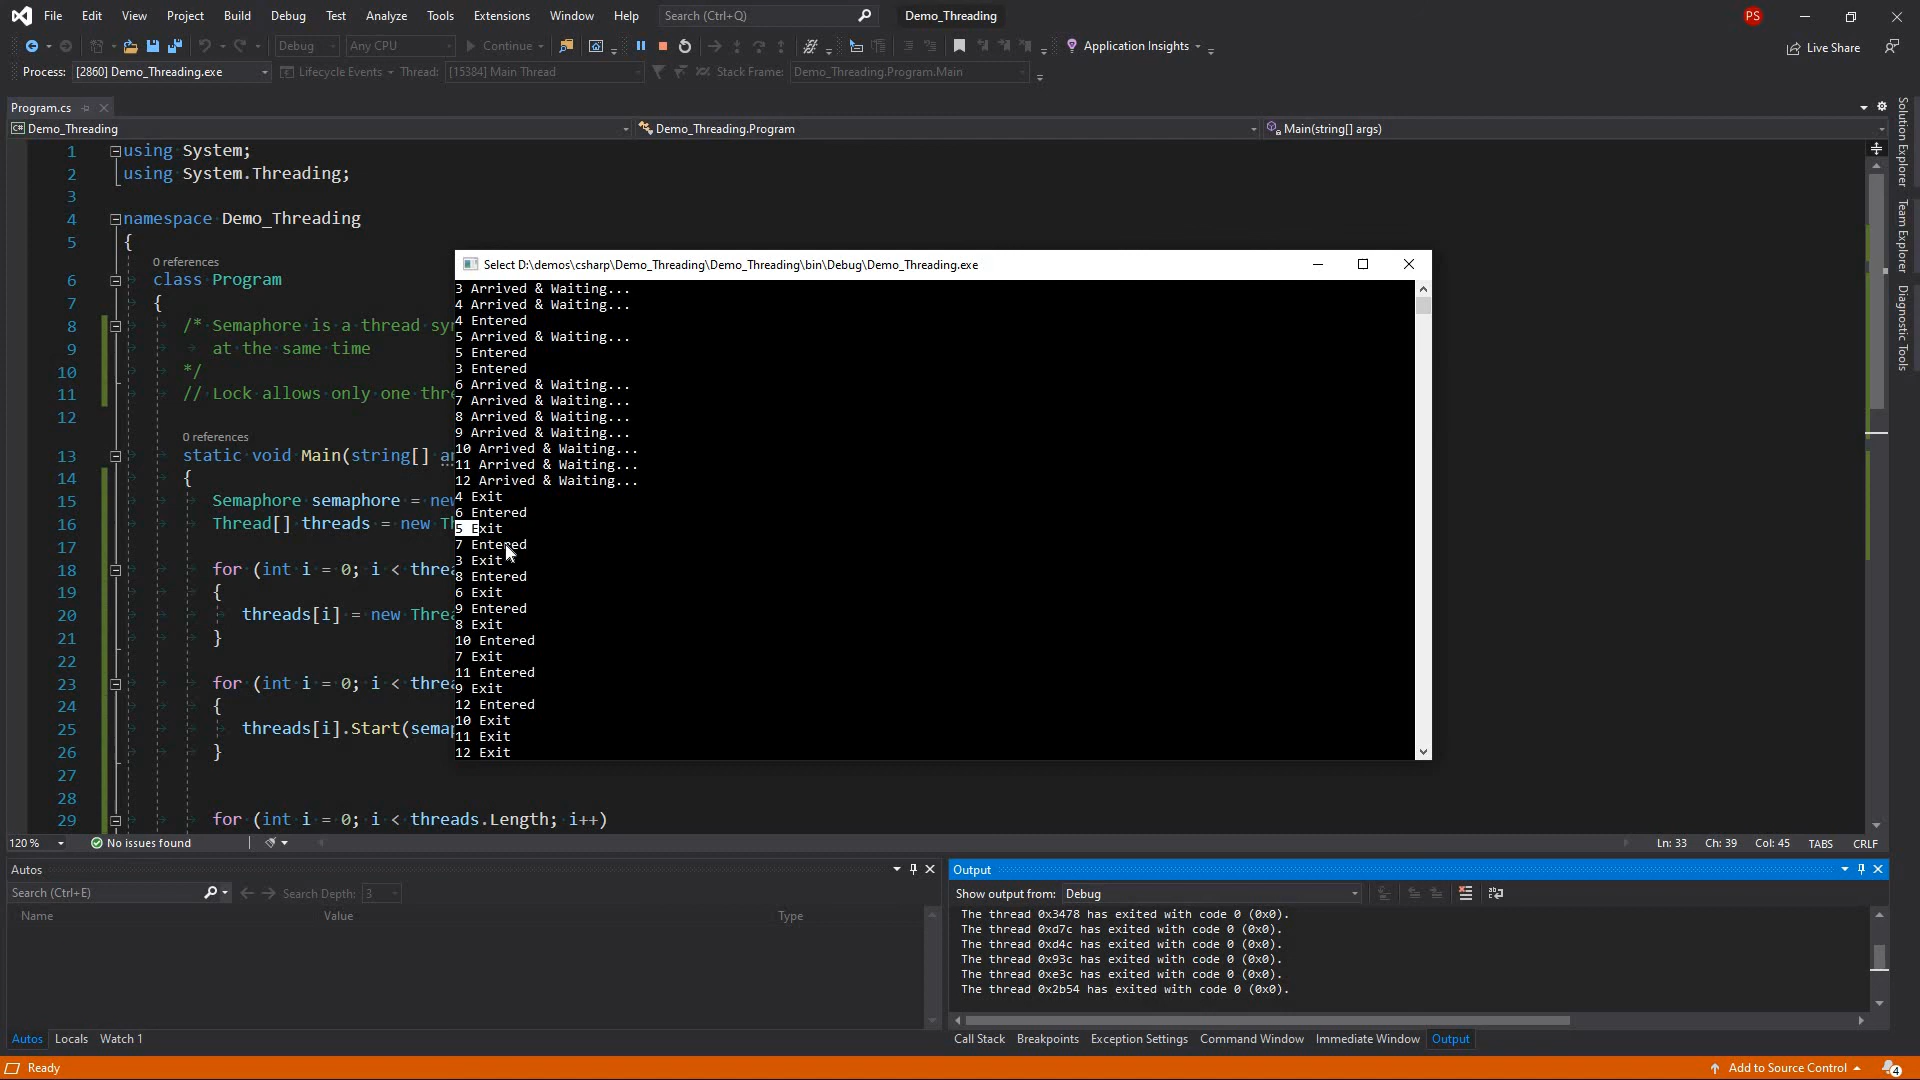 File Edit View Project Build Debug Test Analyze Tools Extensions Window Help Search (Ctrl+Q) Demo_Threading PS
Debug Any CPU Continue Application Insights Live Share
Process: [2860] Demo_Threading.exe Lifecycle Events Thread: [15384] Main Thread Stack Frame: Demo_Threading.Program.Main
Program.cs
Demo_Threading Demo_Threading.Program Main(string[] args)
1 using System;
2 using System.Threading;
3
4 namespace Demo_Threading
5 {
0 references
6 class Program
7 {
8 /* Semaphore is a thread
9 at the same time
10 */
11 // Lock allows only one
12
0 references
13 static void Main(string[]
14 {
15 Semaphore semaphore =
16 Thread[] threads = new
17
18 for (int i = 0; i <
19 {
20 threads[i] = new
21 }
22
23 for (int i = 0; i <
24 {
25 threads[i].Start(
26 }
27
28
29 for (int i = 0; i < threads.Length; i++)
Select D:\demos\csharp\Demo_Threading\Demo_Threading\bin\Debug\Demo_Threading.exe
3 Arrived & Waiting...
4 Arrived & Waiting...
4 Entered
5 Arrived & Waiting...
5 Entered
3 Entered
6 Arrived & Waiting...
7 Arrived & Waiting...
8 Arrived & Waiting...
9 Arrived & Waiting...
10 Arrived & Waiting...
11 Arrived & Waiting...
12 Arrived & Waiting...
4 Exit
6 Entered
5 Exit
7 Entered
3 Exit
8 Entered
6 Exit
9 Entered
8 Exit
10 Entered
7 Exit
11 Entered
9 Exit
12 Entered
10 Exit
11 Exit
12 Exit
Solution Explorer
Team Explorer
Diagnostic Tools
120 % No issues found Ln: 33 Ch: 39 Col: 45 TABS CRLF
Autos
Search (Ctrl+E) Search Depth: 3
Name Value Type
Autos Locals Watch 1
Output
Show output from: Debug
The thread 0x3478 has exited with code 0 (0x0).
The thread 0xd7c has exited with code 0 (0x0).
The thread 0xd4c has exited with code 0 (0x0).
The thread 0x93c has exited with code 0 (0x0).
The thread 0xe3c has exited with code 0 (0x0).
The thread 0x2b54 has exited with code 0 (0x0).
Call Stack Breakpoints Exception Settings Command Window Immediate Window Output
Ready Add to Source Control 4